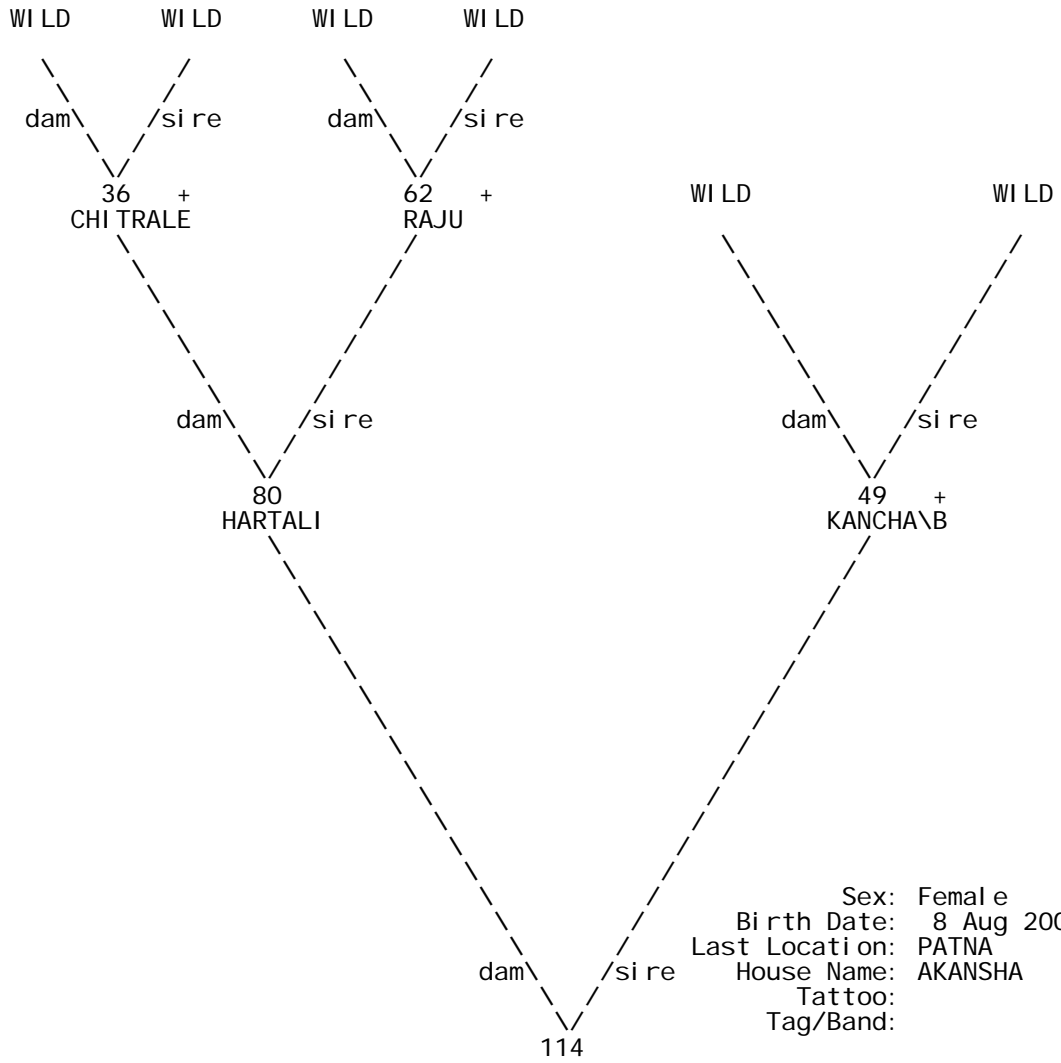 WILD WILD WILD WILD
dam sire dam sire
36 + 62 + WILD WILD
CHITRALE RAJU
dam sire dam sire
80 49 +
HARTALI KANCHA\B
Sex: Female
Birth Date: 8 Aug 200
Last Location: PATNA
dam sire House Name: AKANSHA
Tattoo:
Tag/Band:
114